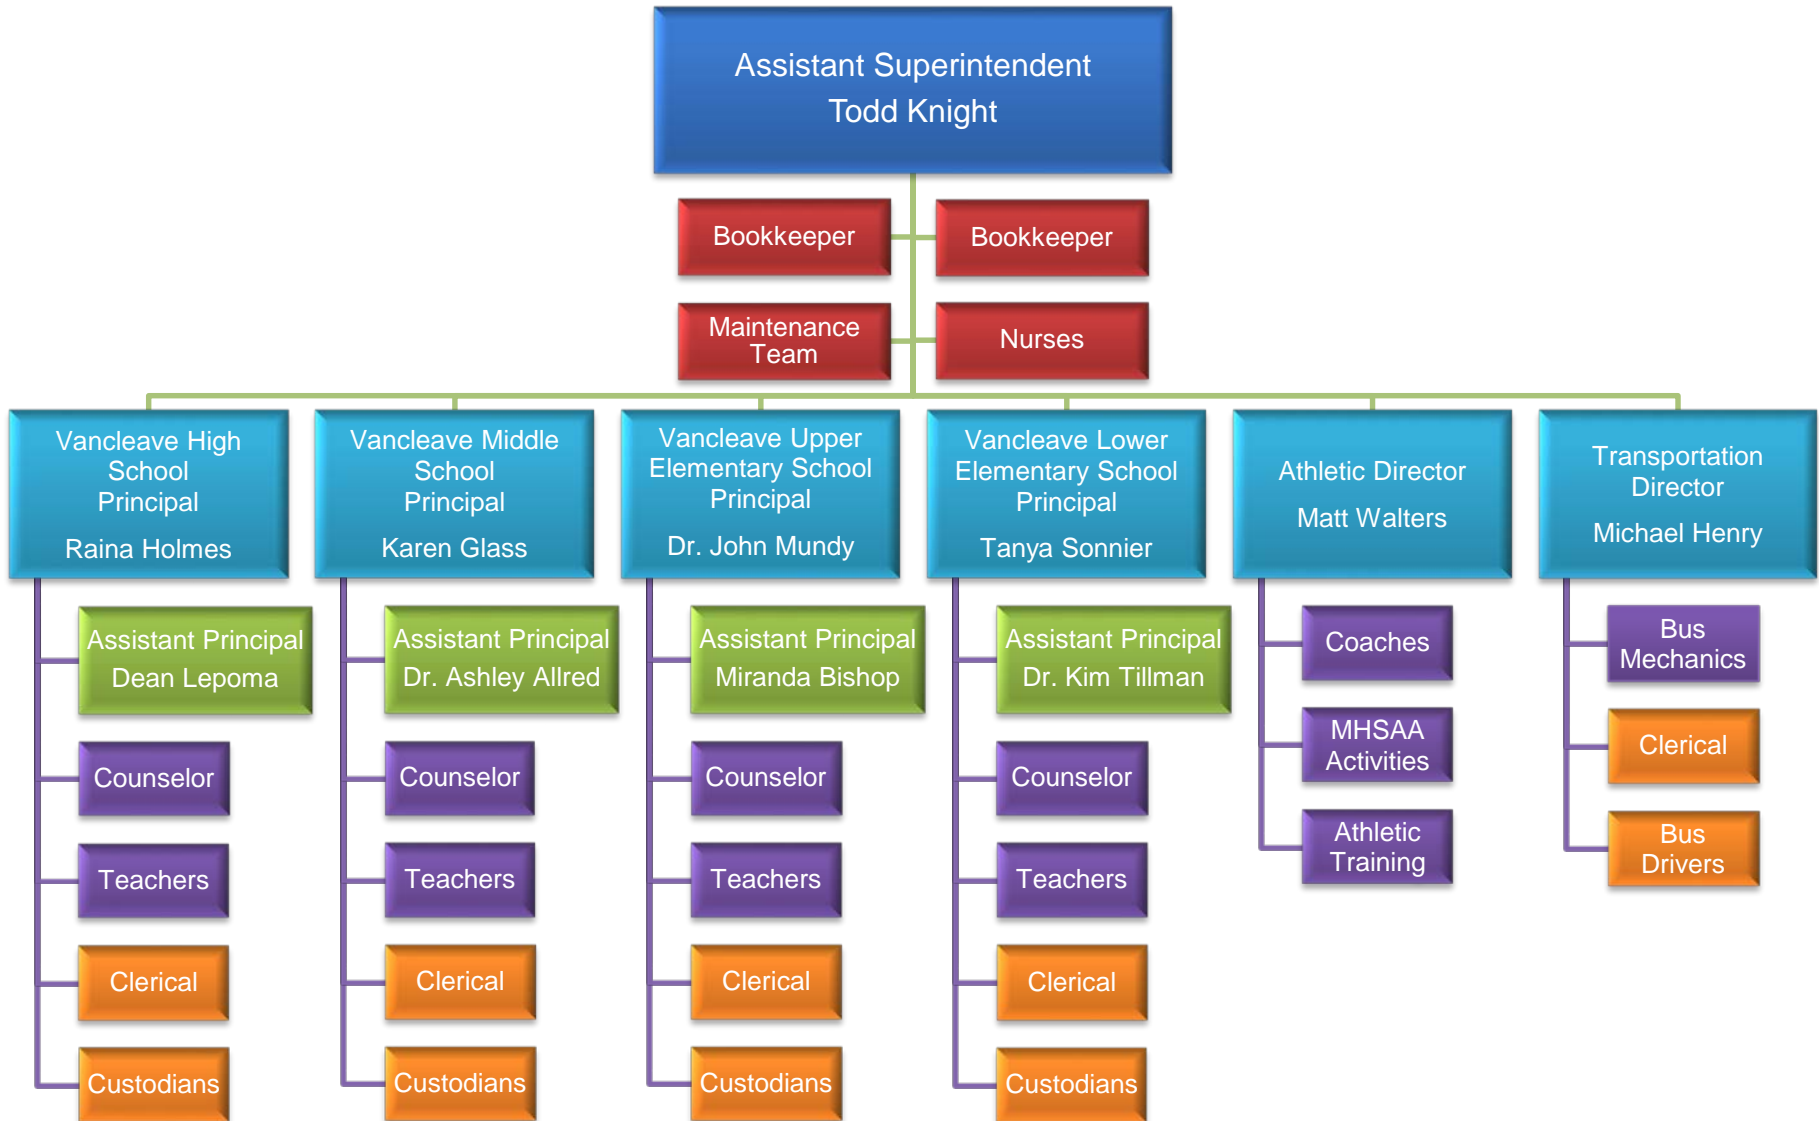 Assistant Superintendent
Todd Knight
Bookkeeper
Bookkeeper
Maintenance
Team
Nurses
Vancleave High
School
Principal
Raina Holmes
Vancleave Middle
School
Principal
Karen Glass
Vancleave Upper
Elementary School
Principal
Dr. John Mundy
Vancleave Lower
Elementary School
Principal
Tanya Sonnier
Athletic Director
Matt Walters
Transportation
Director
Michael Henry
Assistant Principal
Dean Lepoma
Counselor
Teachers
Clerical
Custodians
Assistant Principal
Dr. Ashley Allred
Counselor
Teachers
Clerical
Custodians
Assistant Principal
Miranda Bishop
Counselor
Teachers
Clerical
Custodians
Assistant Principal
Dr. Kim Tillman
Counselor
Teachers
Clerical
Custodians
Coaches
MHSAA
Activities
Athletic
Training
Bus
Mechanics
Clerical
Bus
Drivers